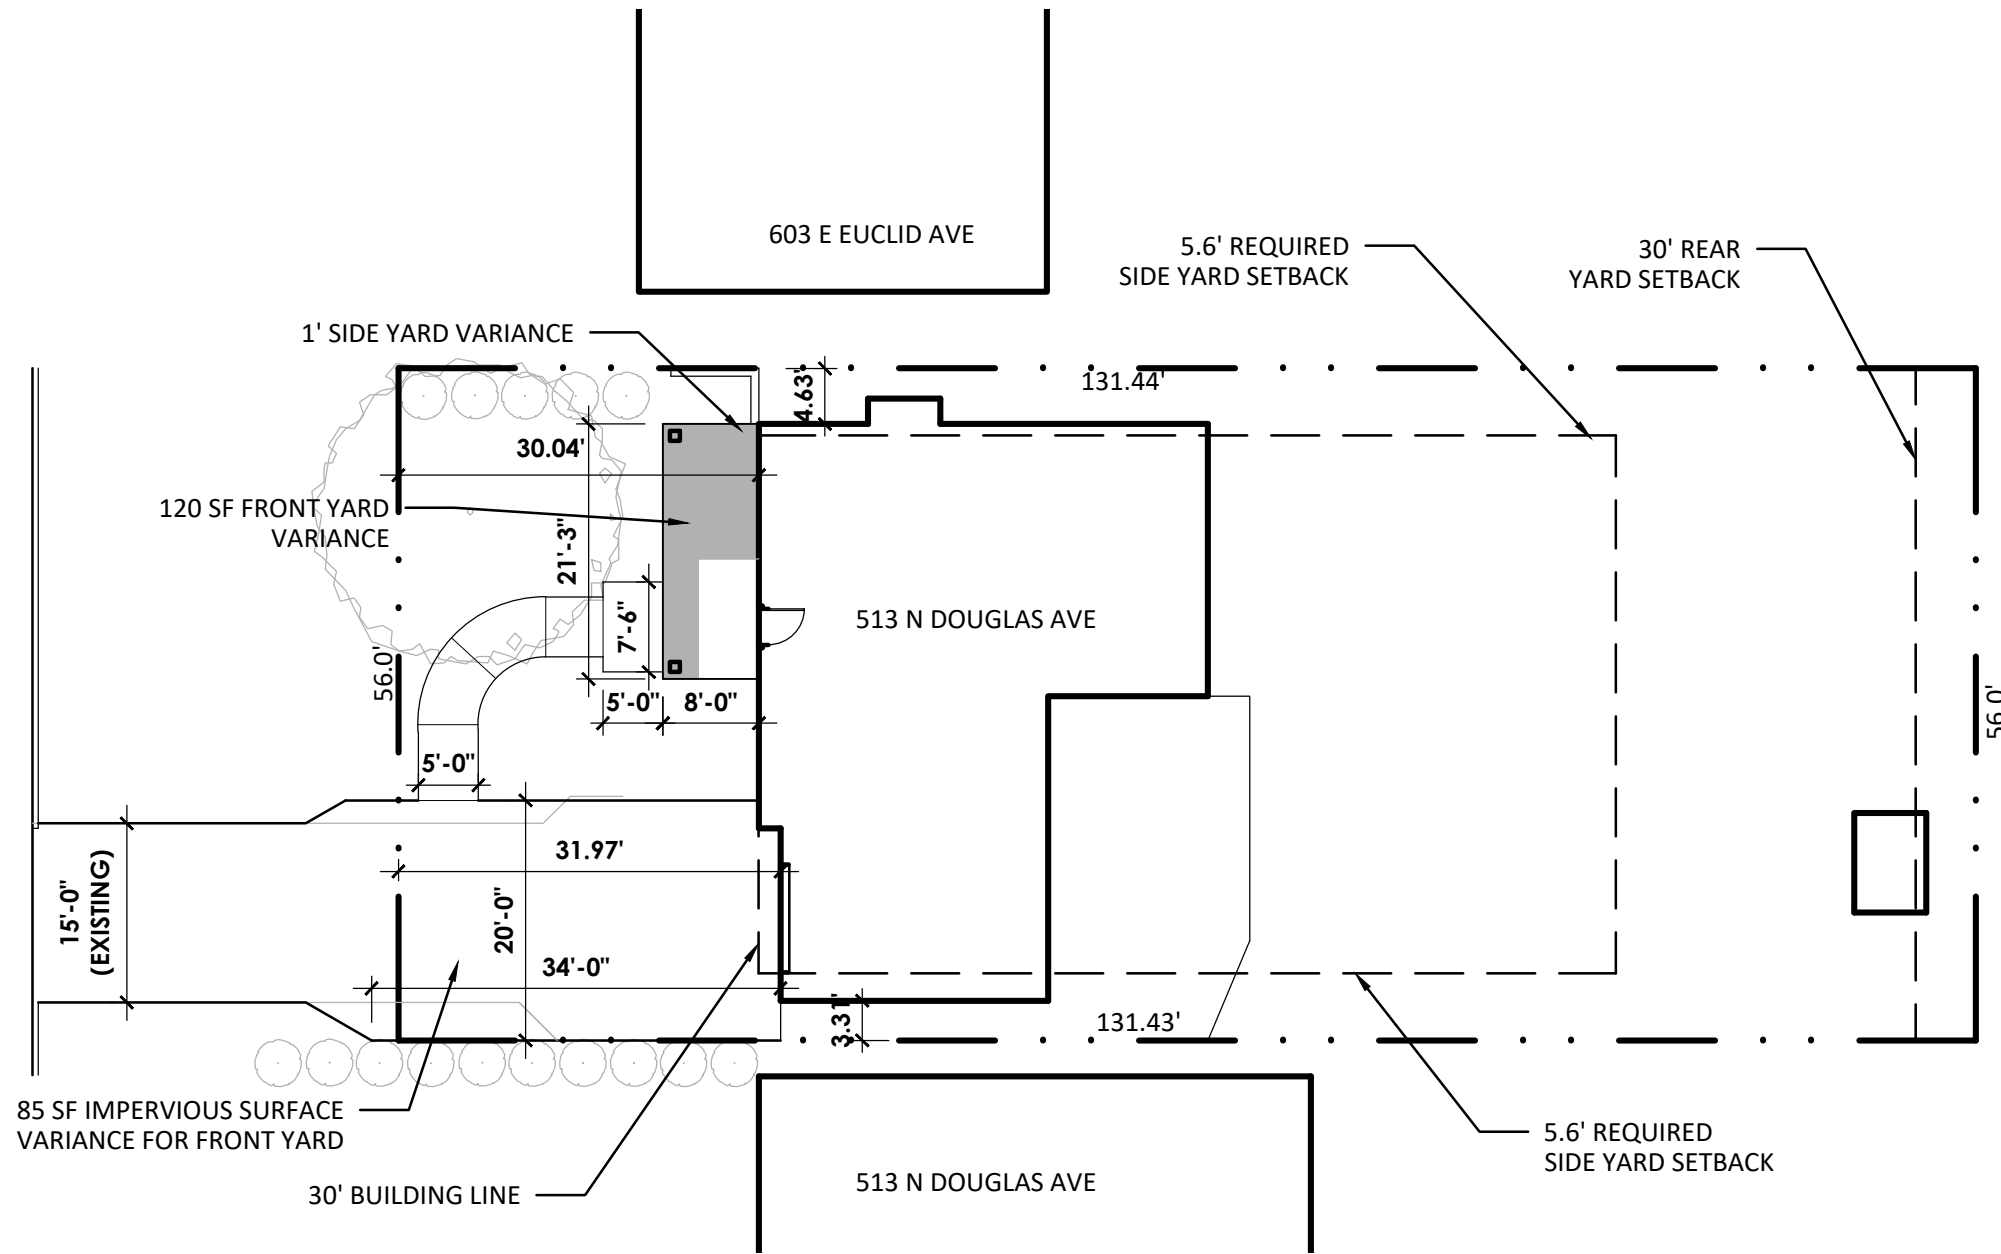 603 E EUCLID AVE
5.6' REQUIRED
SIDE YARD SETBACK
30' REAR
YARD SETBACK
1' SIDE YARD VARIANCE
4.63'
131.44'
30.04'
120 SF FRONT YARD
VARIANCE
21'-3"
7'-6"
513 N DOUGLAS AVE
56.0'
5'-0"
8'-0"
56.0'
5'-0"
31.97'
15'-0"
(EXISTING)
20'-0"
34'-0"
3.31'
131.43'
85 SF IMPERVIOUS SURFACE
VARIANCE FOR FRONT YARD
5.6' REQUIRED
SIDE YARD SETBACK
30' BUILDING LINE
513 N DOUGLAS AVE